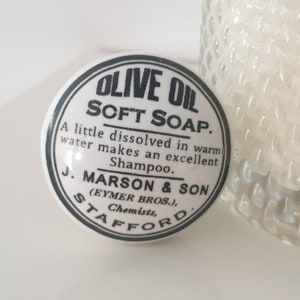 OLIVE OIL
SOFT SOAP.
A little dissolved in warm
water makes an excellent
Shampoo.
J. MARSON & SON
(EYMER BROS.),
Chemists,
STAFFORD.